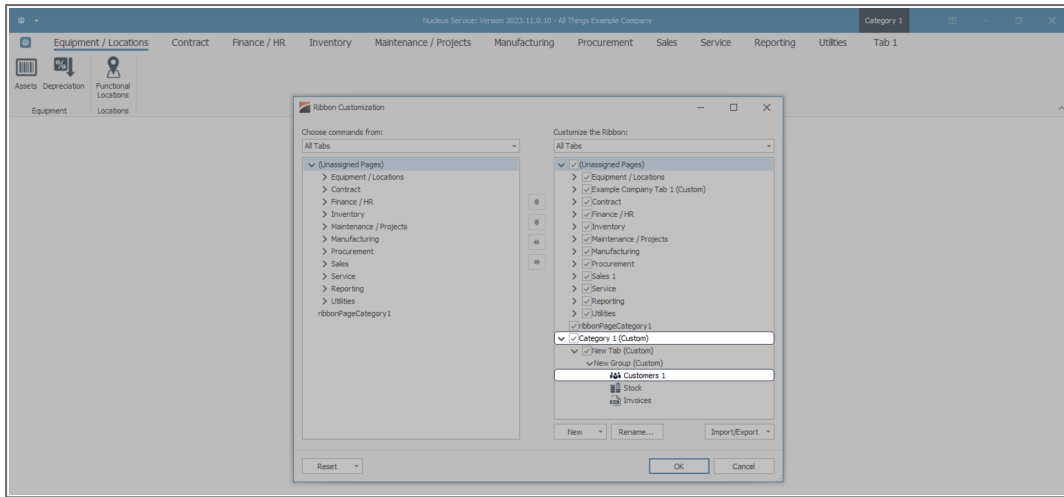 Nucleus Service: Version 2023.11.0.10 - All Things Example Company
Category 1
Equipment / Locations Contract Finance / HR Inventory Maintenance / Projects Manufacturing Procurement Sales Service Reporting Utilities Tab 1
Assets Depreciation Functional
Locations
Equipment Locations
Ribbon Customization
Choose commands from:
All Tabs
(Unassigned Pages)
Equipment / Locations
Contract
Finance / HR
Inventory
Maintenance / Projects
Manufacturing
Procurement
Sales
Service
Reporting
Utilities
ribbonPageCategory1
Customize the Ribbon:
All Tabs
(Unassigned Pages)
Equipment / Locations
Example Company Tab 1 (Custom)
Contract
Finance / HR
Inventory
Maintenance / Projects
Manufacturing
Procurement
Sales 1
Service
Reporting
Utilities
ribbonPageCategory1
Category 1 (Custom)
New Tab (Custom)
New Group (Custom)
Customers 1
Stock
Invoices
New Rename... Import/Export
Reset OK Cancel